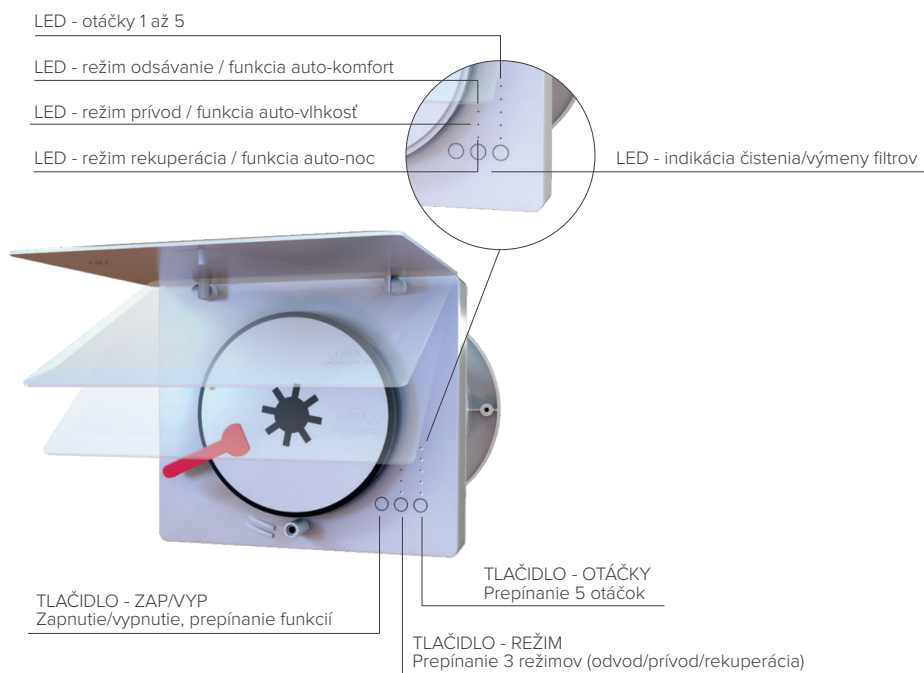 LED - otáčky 1 až 5
LED - režim odsávanie / funkcia auto-komfort
LED - režim prívod / funkcia auto-vlhkosť
LED - režim rekuperácia / funkcia auto-noc
LED - indikácia čistenia/výmeny filtrov
TLAČIDLO - OTÁČKY
Prepínanie 5 otáčok
TLAČIDLO - ZAP/VYP
Zapnutie/vypnutie, prepínanie funkcií
TLAČIDLO - REŽIM
Prepínanie 3 režimov (odvod/prívod/rekuperácia)